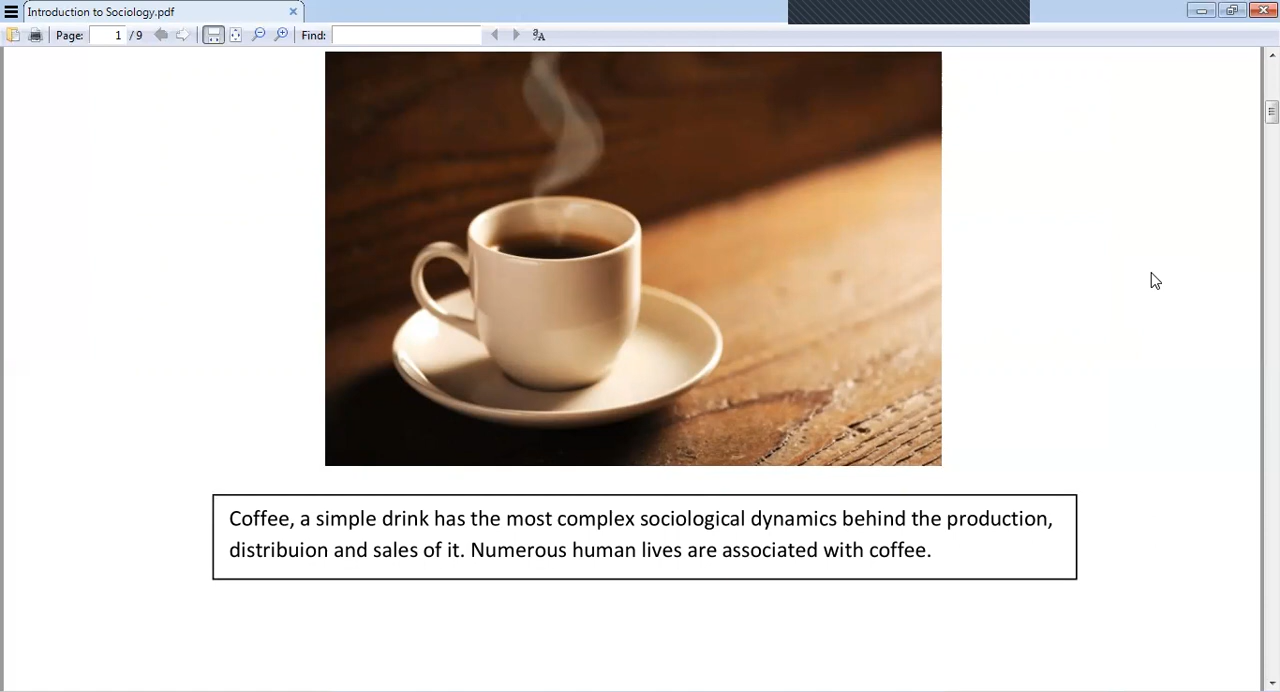 Introduction to Sociology.pdf
Page: 1 / 9 Find:
Coffee, a simple drink has the most complex sociological dynamics behind the production,
distribuion and sales of it. Numerous human lives are associated with coffee.